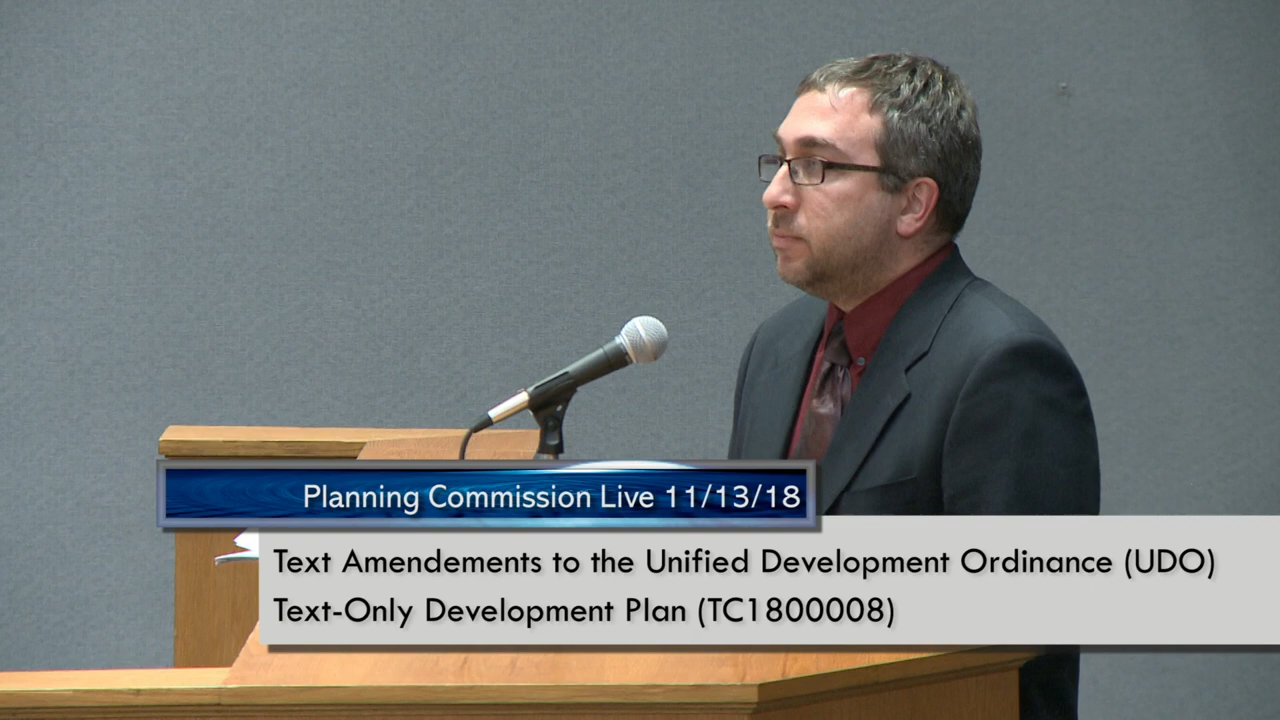 Planning Commission Live 11/13/18
Text Amendements to the Unified Development Ordinance (UDO)
Text-Only Development Plan (TC1800008)